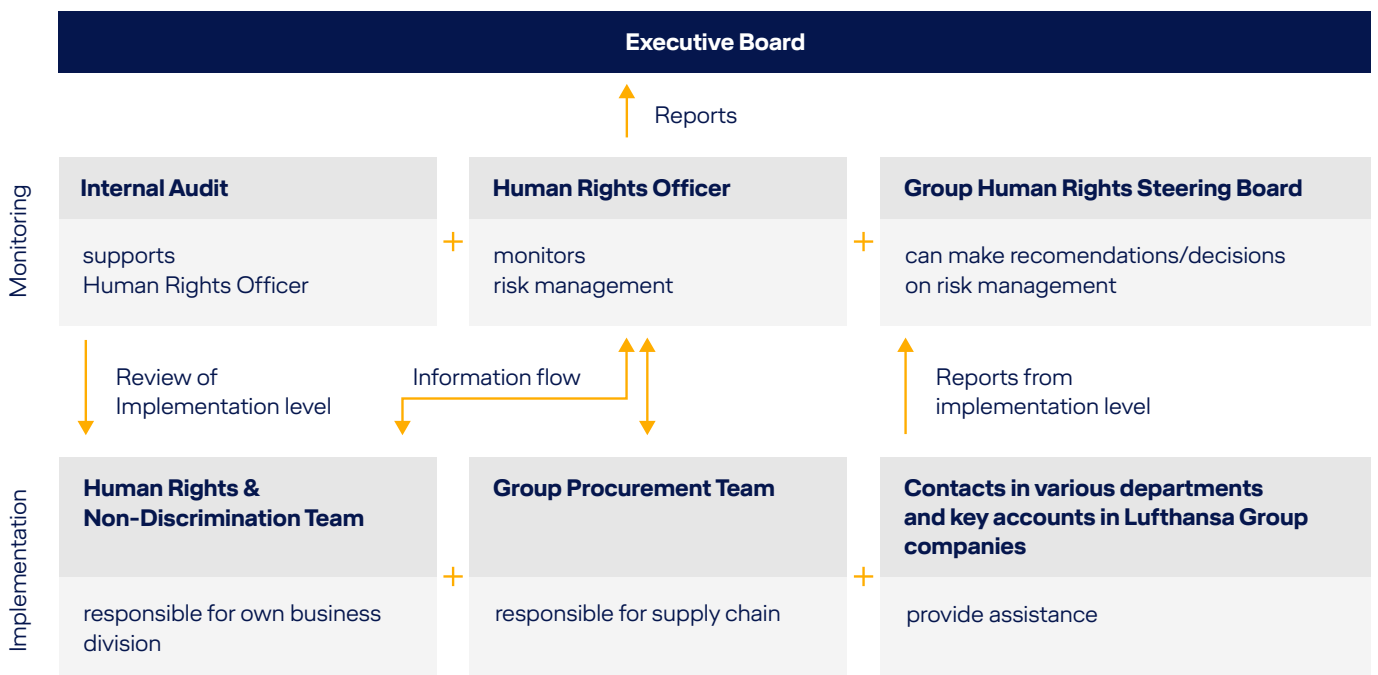 Executive Board
Reports
Monitoring
Internal Audit
supports
Human Rights Officer
+
Human Rights Officer
monitors
risk management
+
Group Human Rights Steering Board
can make recomendations/decisions
on risk management
Review of
Implementation level
Information flow
Reports from
implementation level
Implementation
Human Rights &
Non-Discrimination Team
responsible for own business
division
+
Group Procurement Team
responsible for supply chain
+
Contacts in various departments
and key accounts in Lufthansa Group
companies
provide assistance